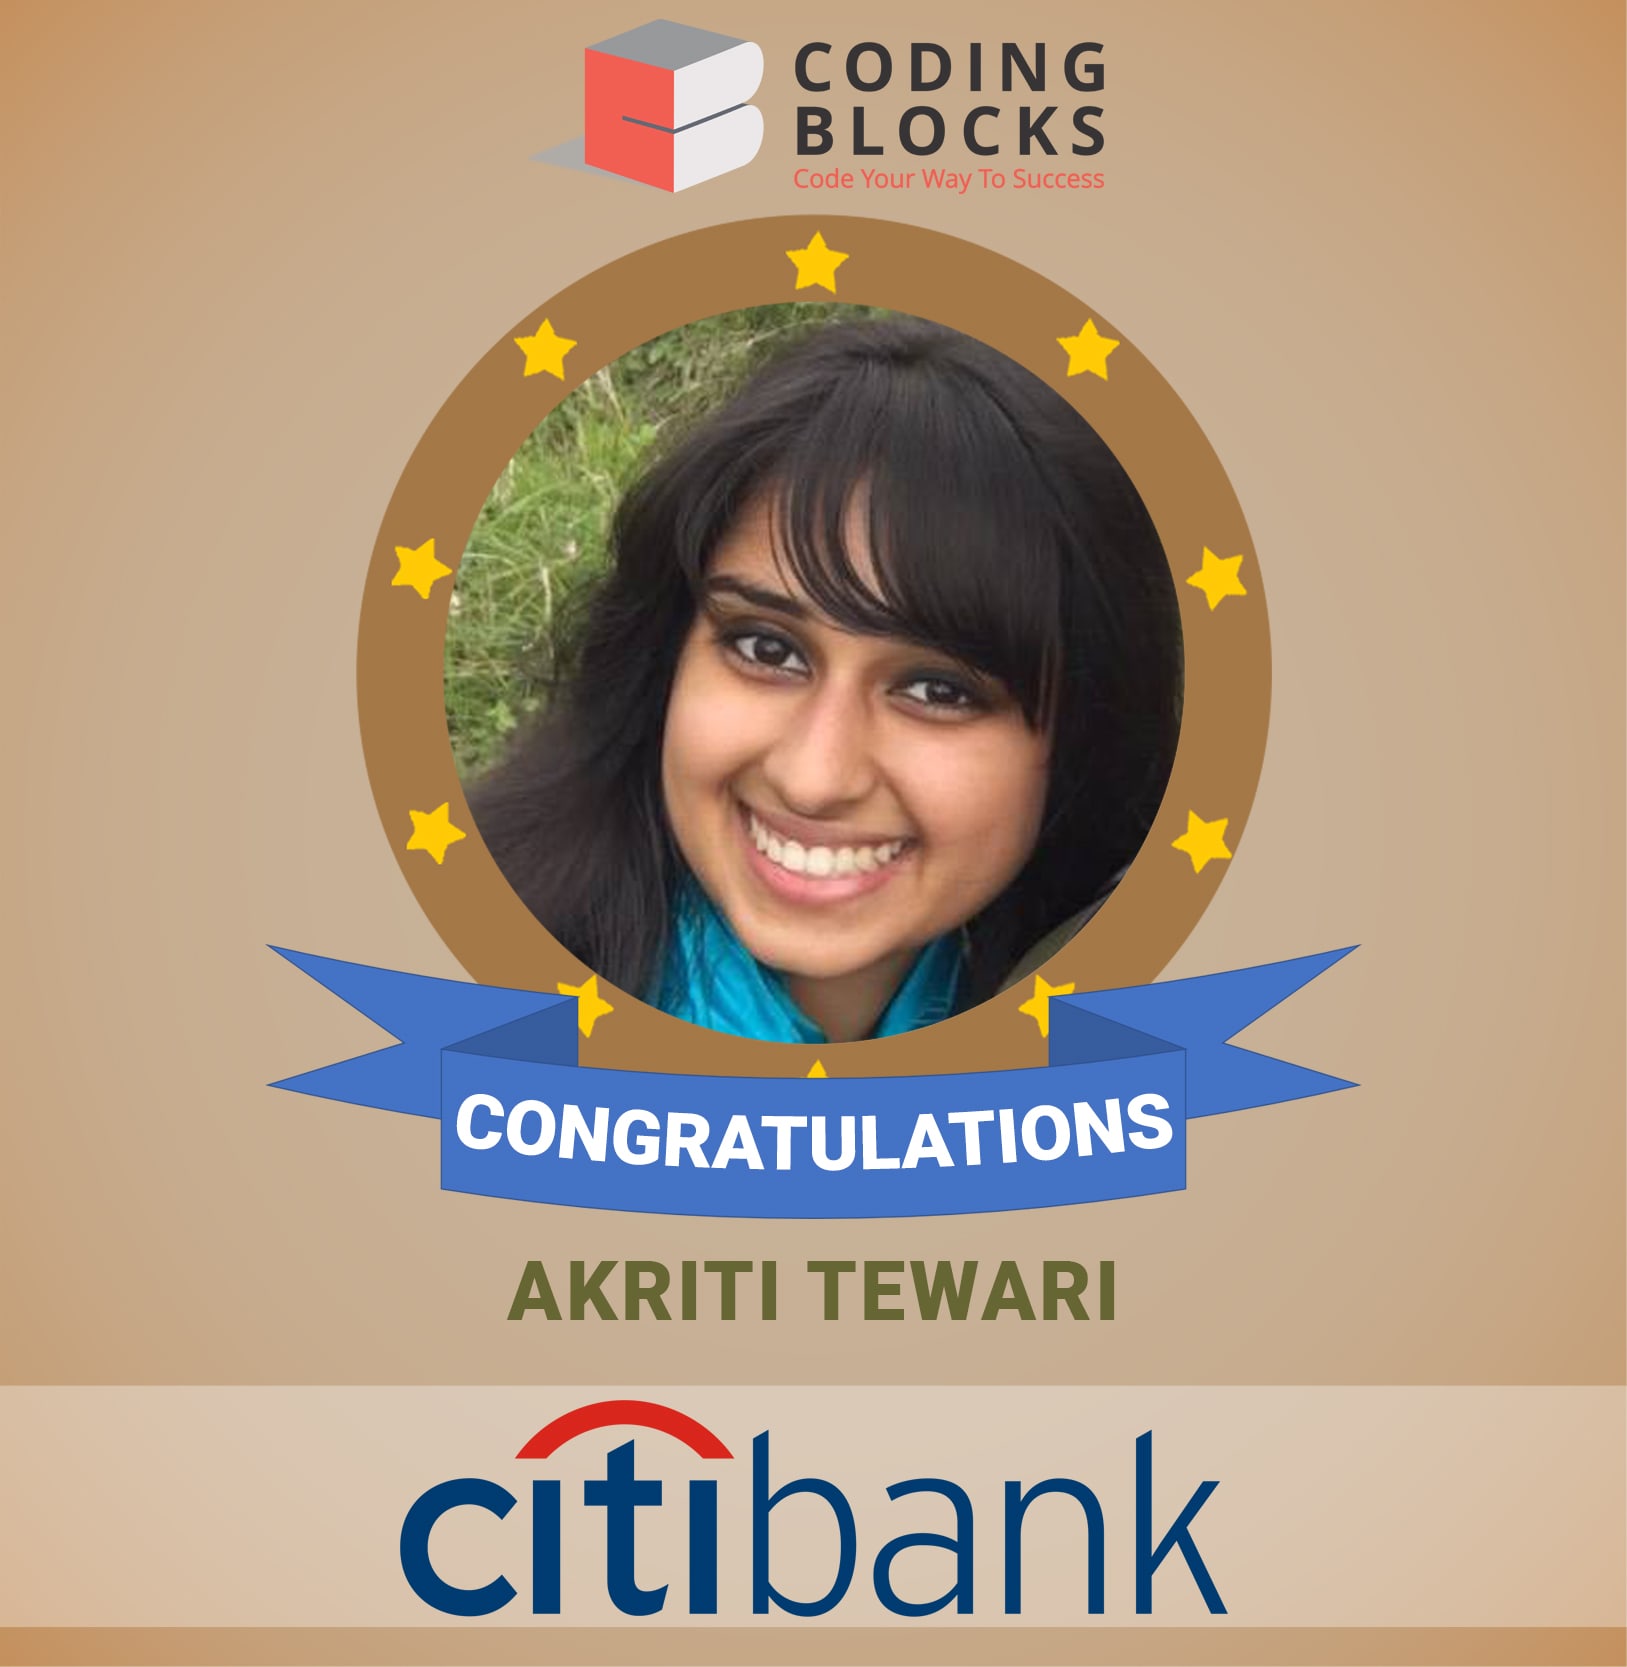 CODING
BLOCKS
Code Your Way To Success
CONGRATULATIONS
AKRITI TEWARI
citibank